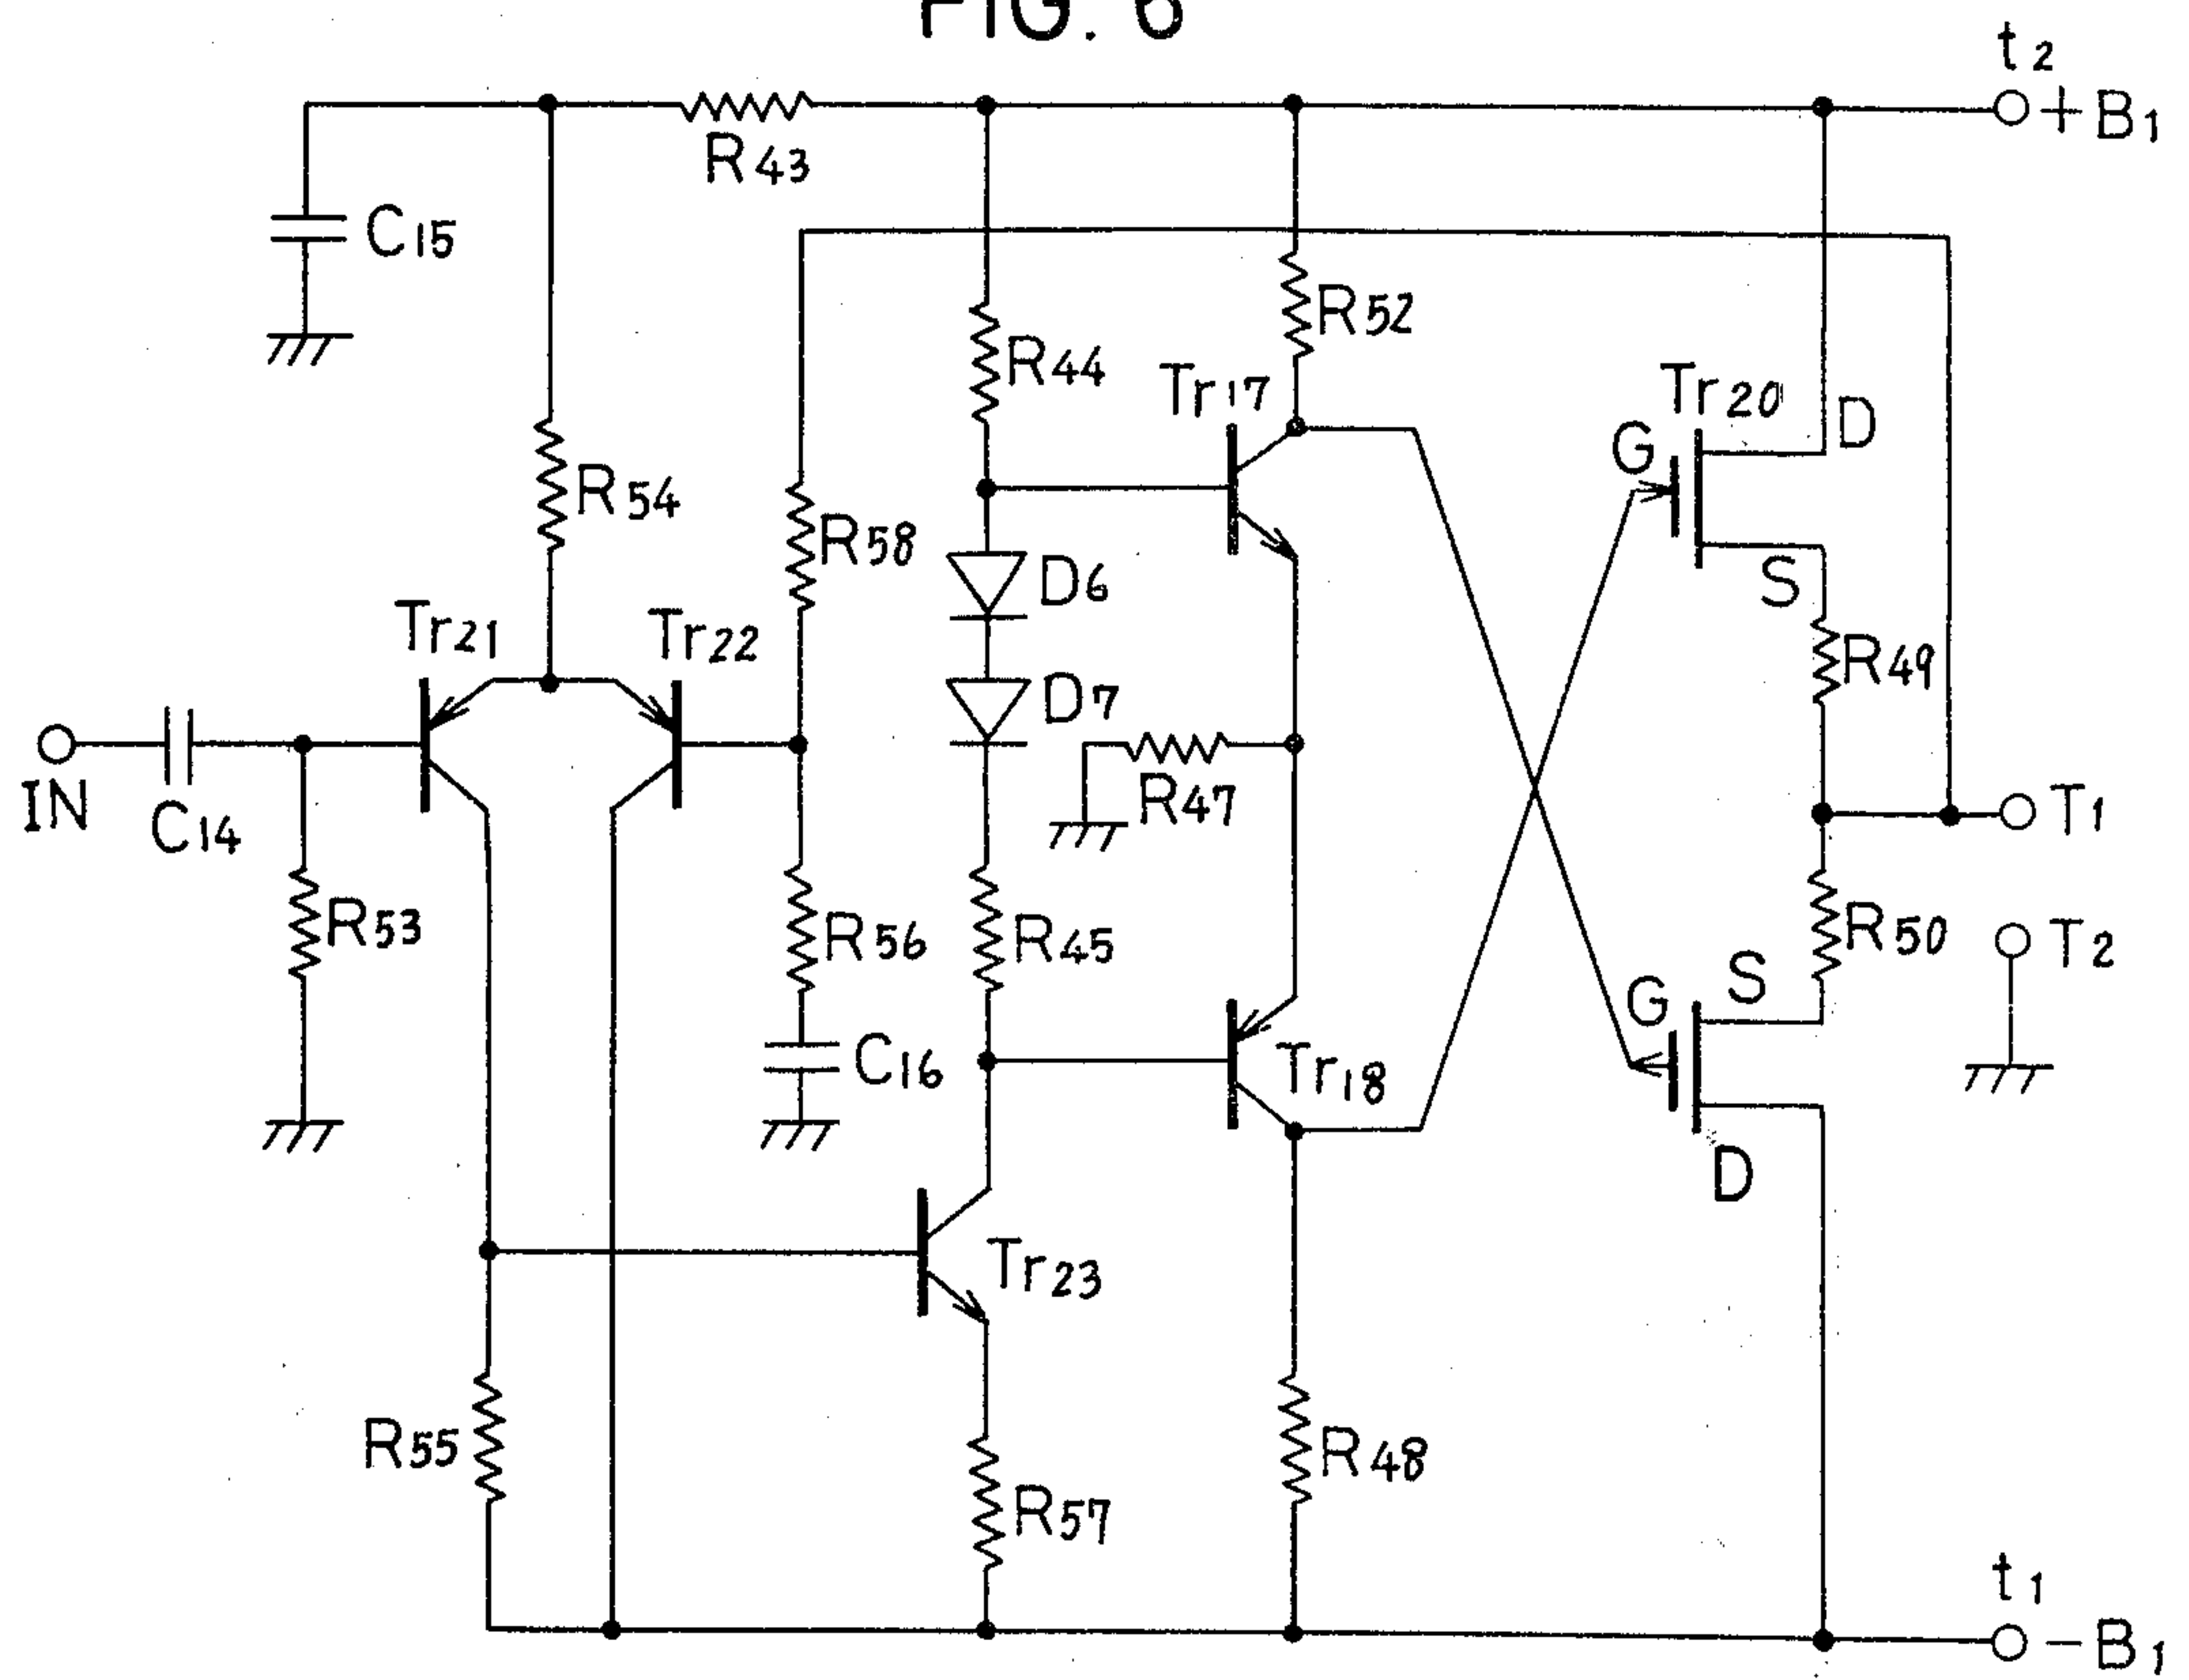 FIG. 6
t2
+B1
R43
C15
R52
R44
Tr17
Tr20
D
G
R54
R58
D6
S
Tr21
Tr22
R49
D7
IN
C14
R47
T1
R53
R56
R45
S
R50
T2
G
C16
Tr18
D
Tr23
R55
R48
R57
t1
-B1